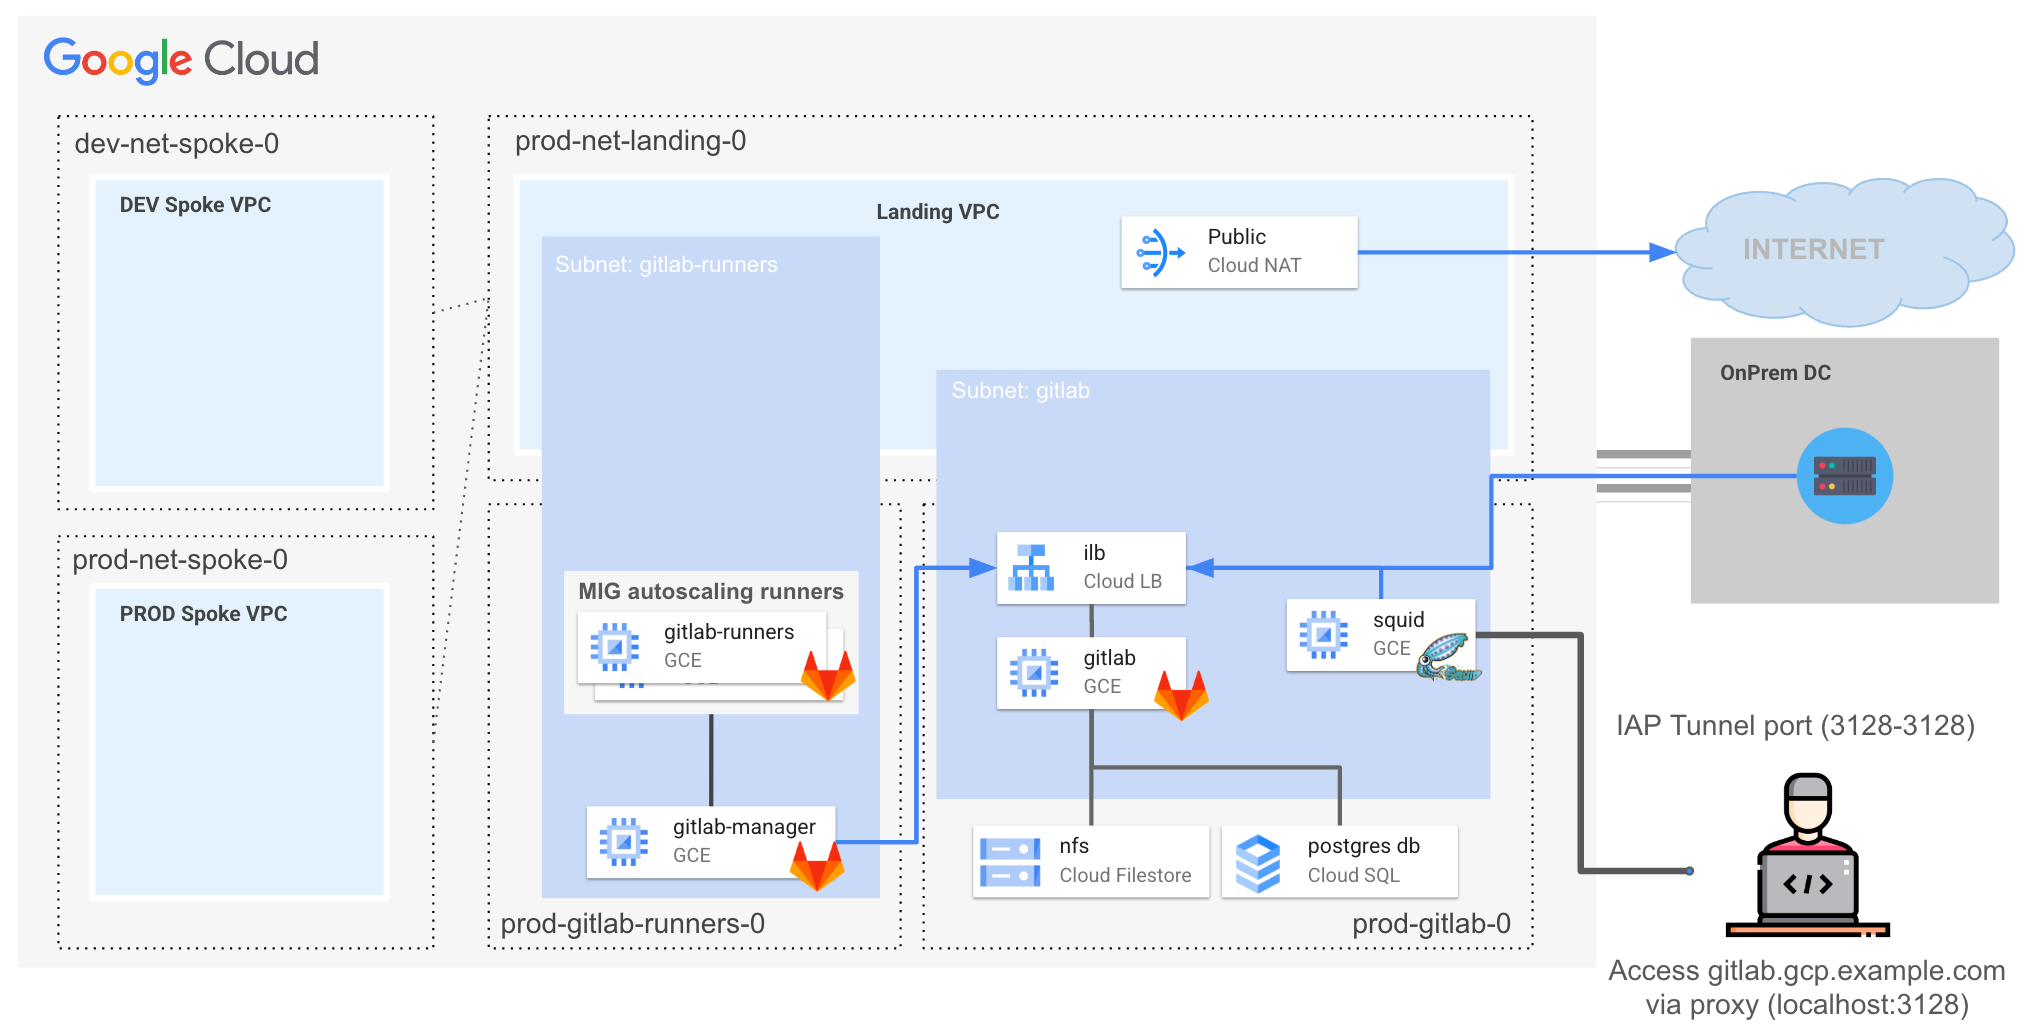 Google Cloud
dev-net-spoke-0
DEV Spoke VPC
prod-net-spoke-0
PROD Spoke VPC
prod-net-landing-0
Landing VPC
Subnet: gitlab-runners
Public
Cloud NAT
INTERNET
Subnet: gitlab
OnPrem DC
MIG autoscaling runners
gitlab-runners
GCE
GCE
gitlab-manager
GCE
prod-gitlab-runners-0
ilb
Cloud LB
gitlab
GCE
squid
GCE
nfs
Cloud Filestore
postgres db
Cloud SQL
prod-gitlab-0
IAP Tunnel port (3128-3128)
Access gitlab.gcp.example.com
via proxy (localhost:3128)